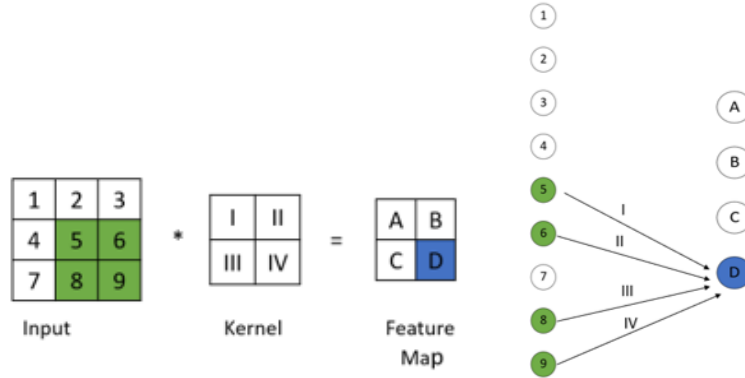 1 2 3
4 5 6
7 8 9
Input
*
I II
III IV
Kernel
=
A B
C D
Feature
Map
1
2
3
4
5
6
7
8
9
I
II
III
IV
A
B
C
D